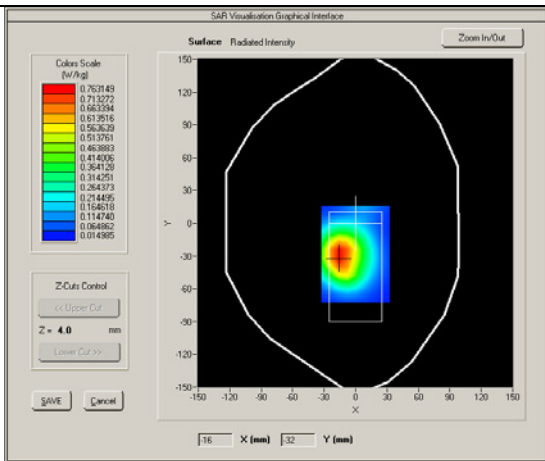 SAR Visualisation Graphical Interface
Surface Radiated Intensity
Zoom In/Out
Colors Scale
(W/kg)
0.763149
0.713272
0.663394
0.613516
0.563639
0.513761
0.463883
0.414006
0.364128
0.314251
0.264373
0.214495
0.164618
0.114740
0.064862
0.014985
Z-Cuts Control
<< Upper Cut
Z = 4.0 mm
Lower Cut >>
SAVE Cancel
150-
120-
90-
60-
30-
0-
-30-
-60-
-90-
-120-
-150-
Y
-150 -120 -90 -60 -30 0 30 60 90 120 150
X
-16 X (mm) -32 Y (mm)